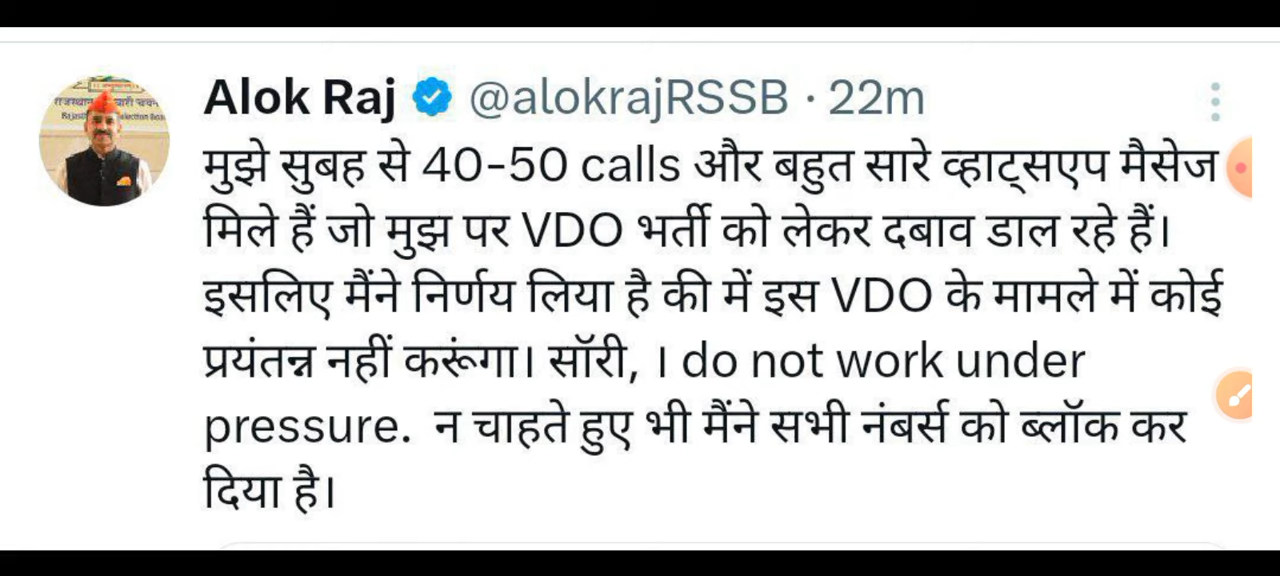 Alok Raj @alokrajRSSB · 22m
मुझे सुबह से 40-50 calls और बहुत सारे व्हाट्सएप मैसेज
मिले हैं जो मुझ पर VDO भर्ती को लेकर दबाव डाल रहे हैं।
इसलिए मैंने निर्णय लिया है की में इस VDO के मामले में कोई
प्रयंतन्न नहीं करूंगा। सॉरी, I do not work under
pressure. न चाहते हुए भी मैंने सभी नंबर्स को ब्लॉक कर
दिया है।